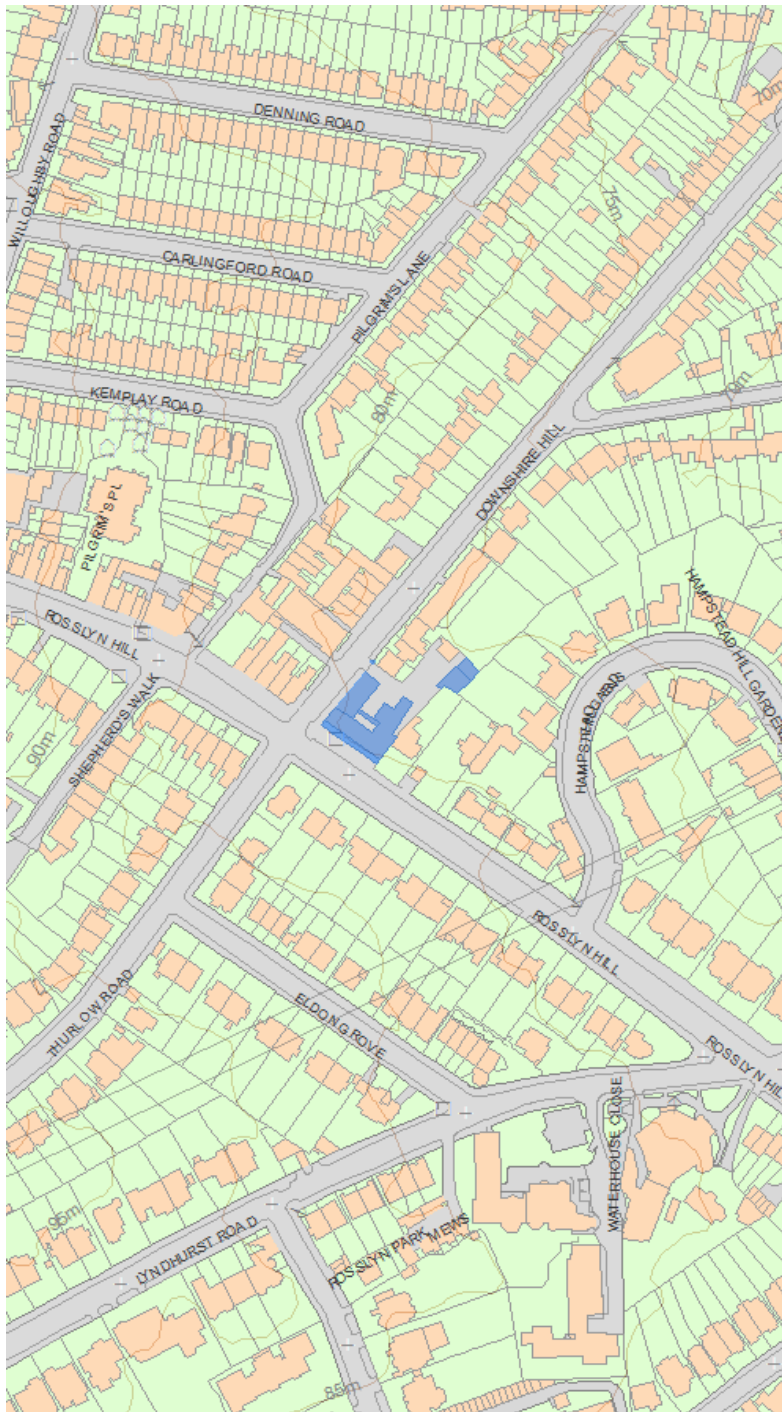 70m
DENNING ROAD
WILLOUGHBY ROAD
75m
CARLINGFORD ROAD
PILGRIM'S LANE
70m
KEMPLAY ROAD
80m
DOWNSHIRE HILL
PILGRIM'S PL
HAMPSTEAD HILL GARDENS
ROSSLYN HILL
SHEPHERD'S WALK
90m
HAMPSTEAD HILL GARDENS
ROSSLYN HILL
THURLOW ROAD
ELDON GROVE
ROSSLYN HILL
WATERHOUSE CLOSE
95m
LYNDHURST ROAD
ROSSLYN PARK MEWS
85m